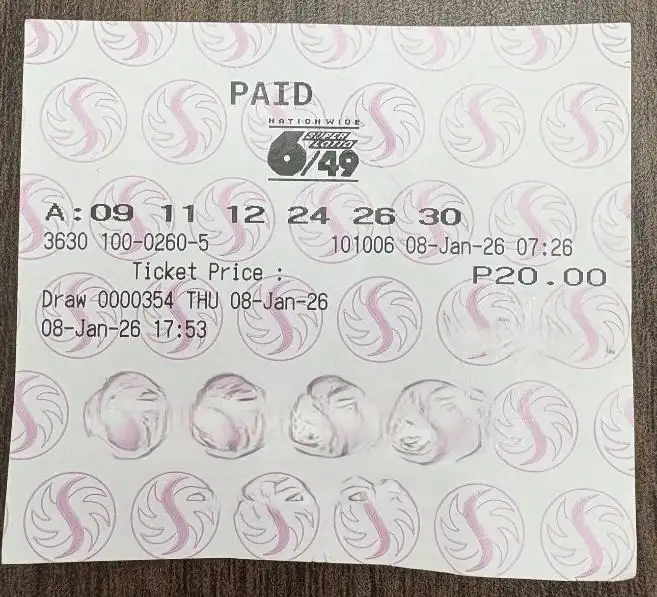 PAID
NATIONWIDE
SUPER LOTTO
6/49
A:09 11 12 24 26 30
3630 100-0260-5 101006 08-Jan-26 07:26
Ticket Price : P20.00
Draw 0000354 THU 08-Jan-26
08-Jan-26 17:53